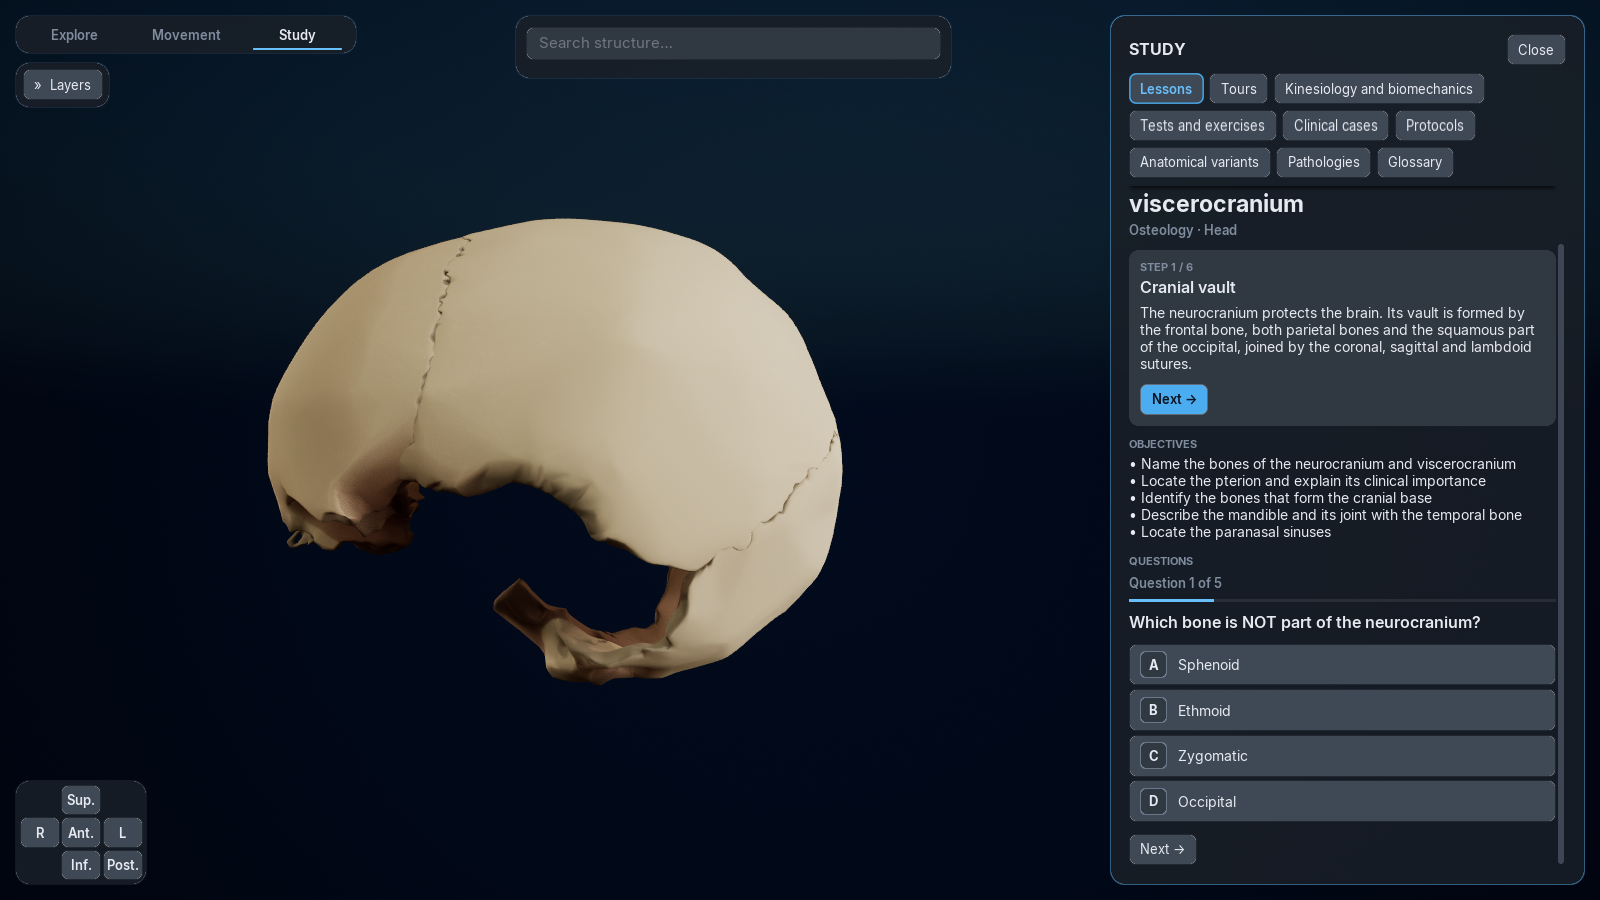 Explore
Movement
Study
» Layers
Search structure...
STUDY
Close
Lessons
Tours
Kinesiology and biomechanics
Tests and exercises
Clinical cases
Protocols
Anatomical variants
Pathologies
Glossary
viscerocranium
Osteology · Head
STEP 1 / 6
Cranial vault
The neurocranium protects the brain. Its vault is formed by
the frontal bone, both parietal bones and the squamous part
of the occipital, joined by the coronal, sagittal and lambdoid
sutures.
Next →
OBJECTIVES
• Name the bones of the neurocranium and viscerocranium
• Locate the pterion and explain its clinical importance
• Identify the bones that form the cranial base
• Describe the mandible and its joint with the temporal bone
• Locate the paranasal sinuses
QUESTIONS
Question 1 of 5
Which bone is NOT part of the neurocranium?
A Sphenoid
B Ethmoid
C Zygomatic
D Occipital
Next →
Sup.
R Ant. L
Inf. Post.